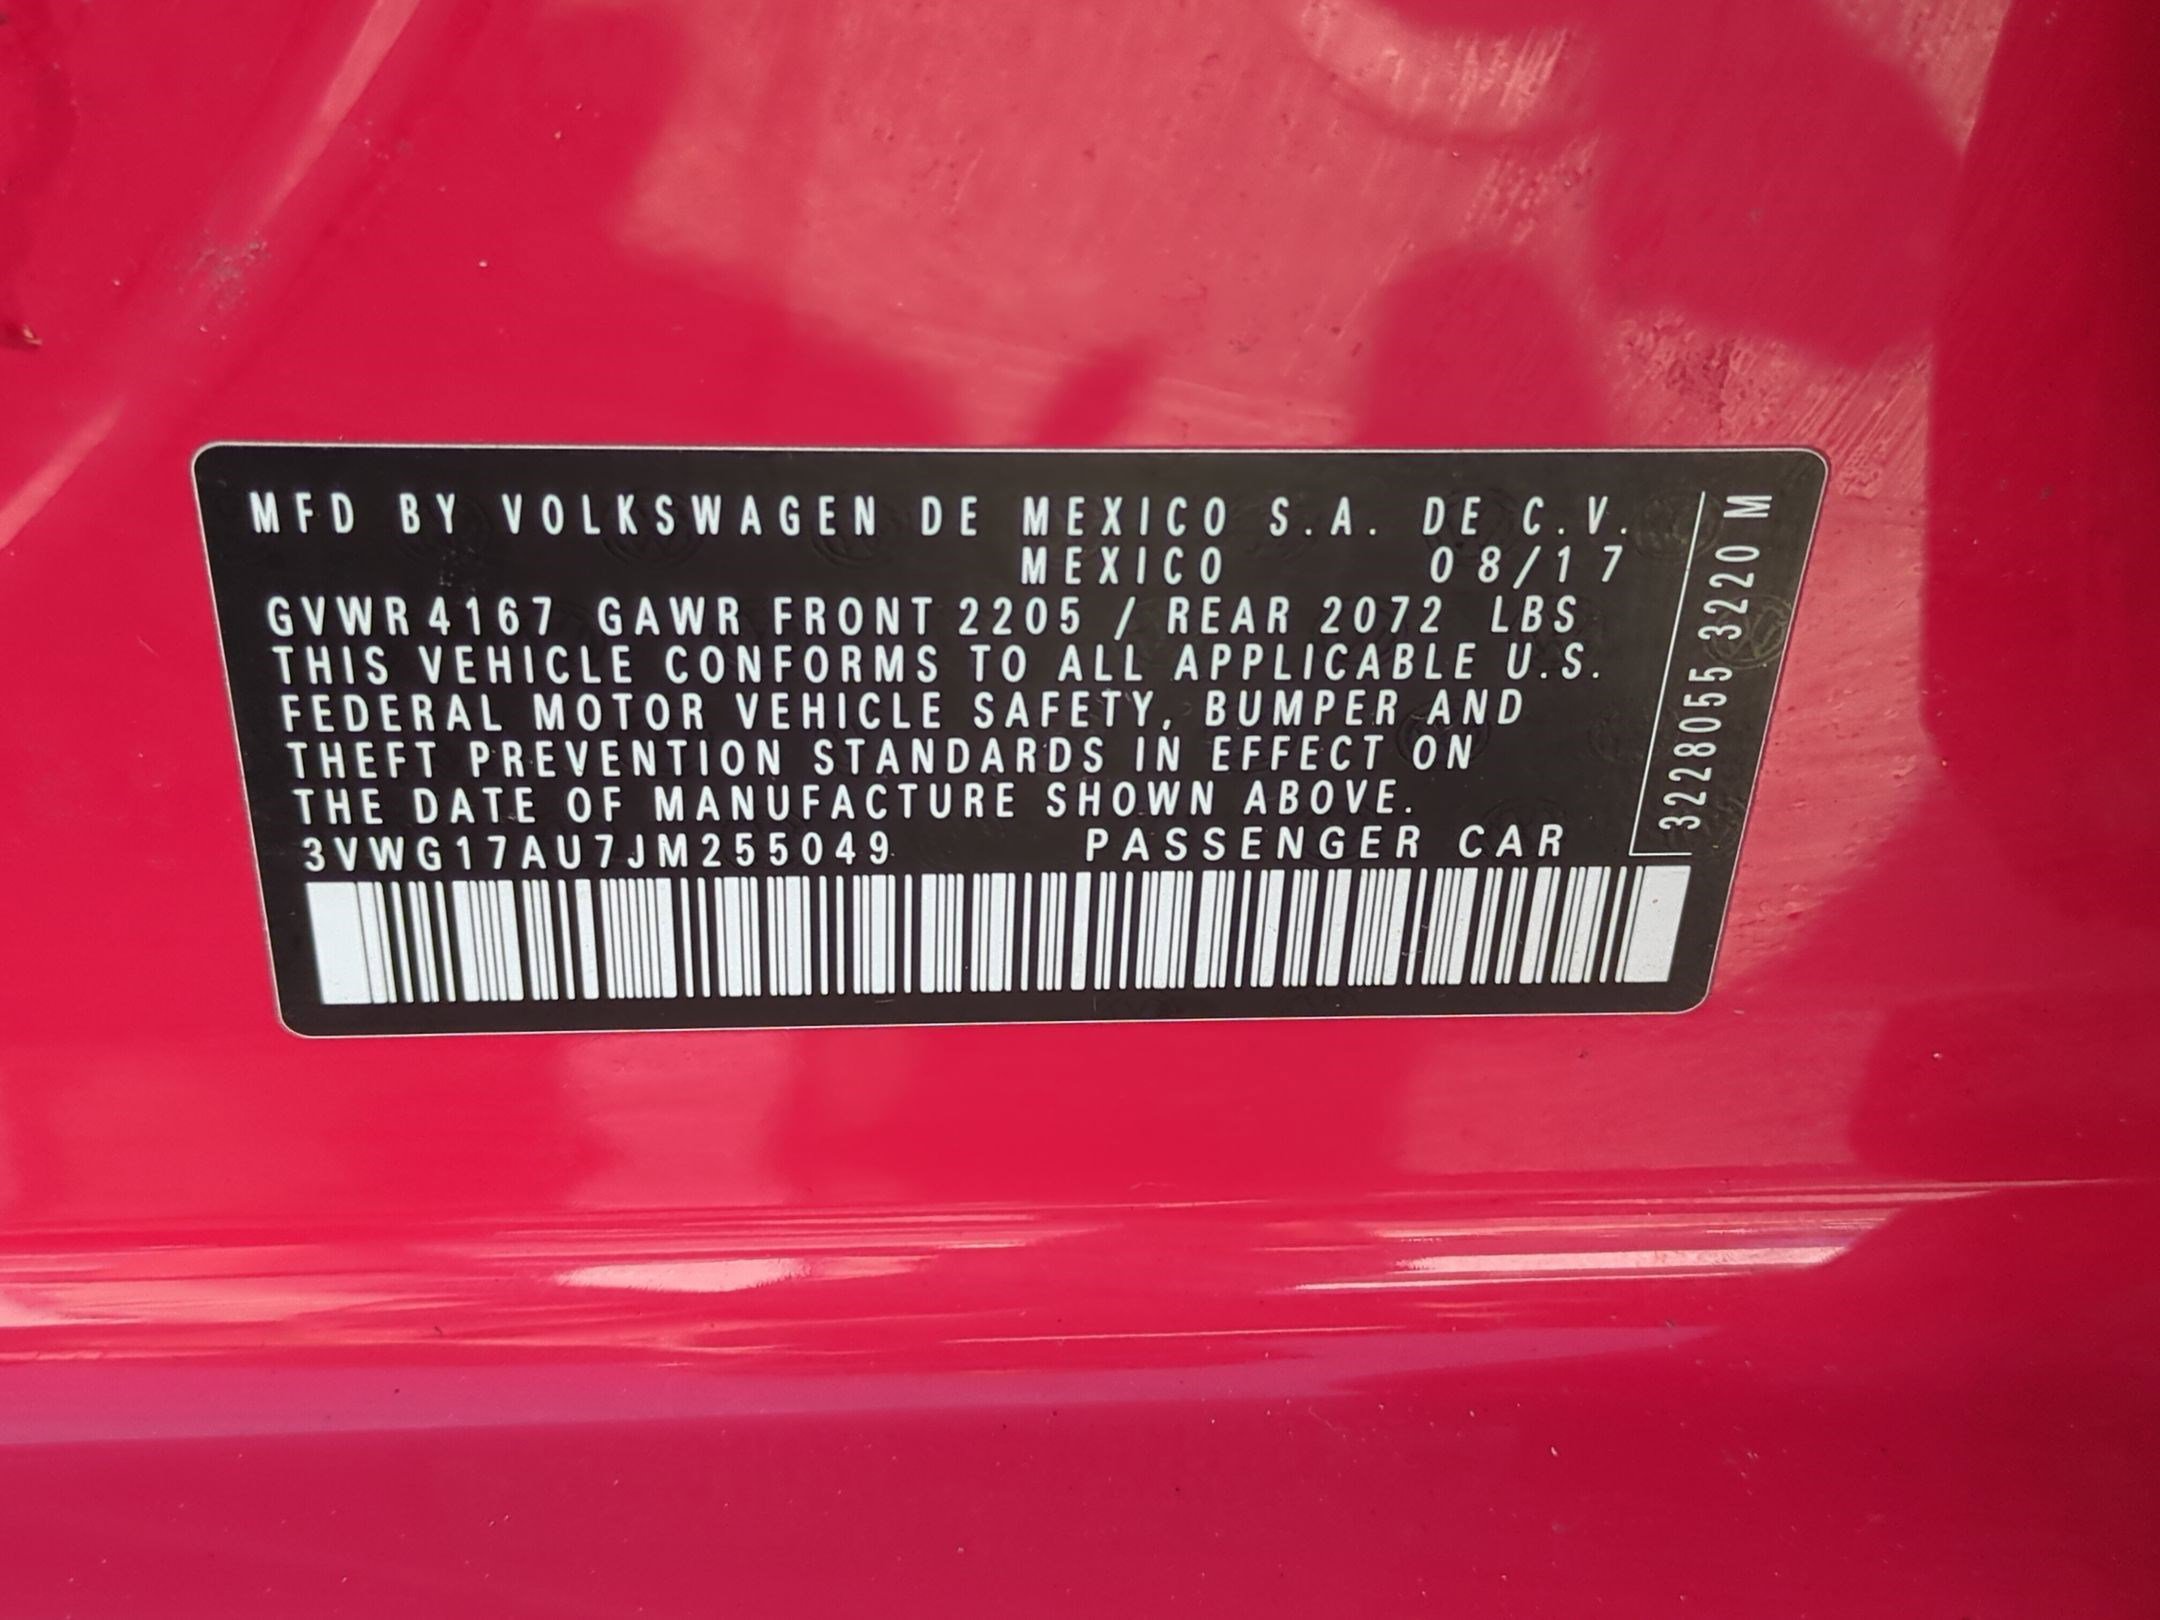 MFD BY VOLKSWAGEN DE MEXICO S.A. DE C.V.
MEXICO 08/17
GVWR 4167 GAWR FRONT 2205 / REAR 2072 LBS
THIS VEHICLE CONFORMS TO ALL APPLICABLE U.S.
FEDERAL MOTOR VEHICLE SAFETY, BUMPER AND
THEFT PREVENTION STANDARDS IN EFFECT ON
THE DATE OF MANUFACTURE SHOWN ABOVE.
3VWG17AU7JM255049 PASSENGER CAR
3228055 3220 M